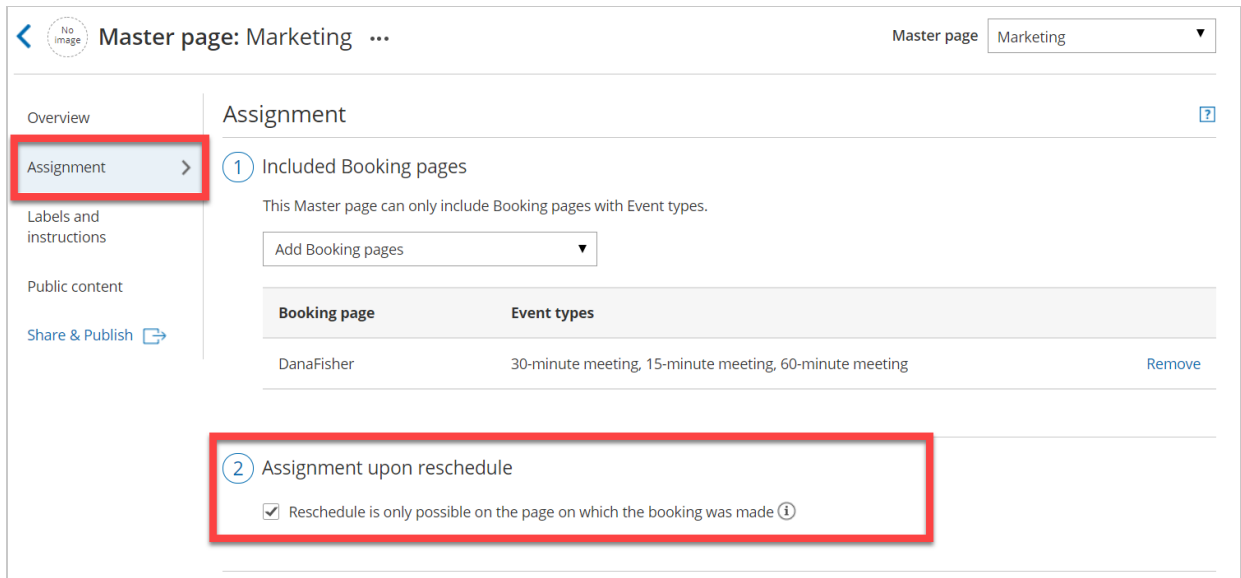 No image
Master page: Marketing ...
Master page Marketing
Overview
Assignment
Labels and
instructions
Public content
Share & Publish
Assignment
?
1 Included Booking pages
This Master page can only include Booking pages with Event types.
Add Booking pages
Booking page Event types
DanaFisher 30-minute meeting, 15-minute meeting, 60-minute meeting Remove
2 Assignment upon reschedule
Reschedule is only possible on the page on which the booking was made i